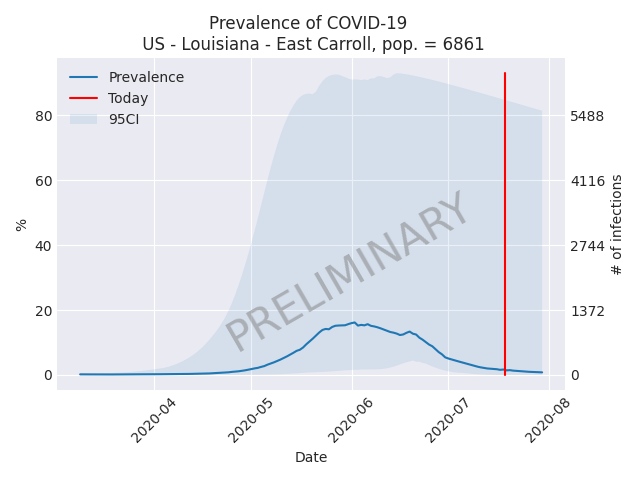 Prevalence of COVID-19
US - Louisiana - East Carroll, pop. = 6861
Prevalence
Today
95CI
80
60
40
20
0
%
5488
4116
2744
1372
0
# of infections
PRELIMINARY
2020-04
2020-05
2020-06
2020-07
2020-08
Date